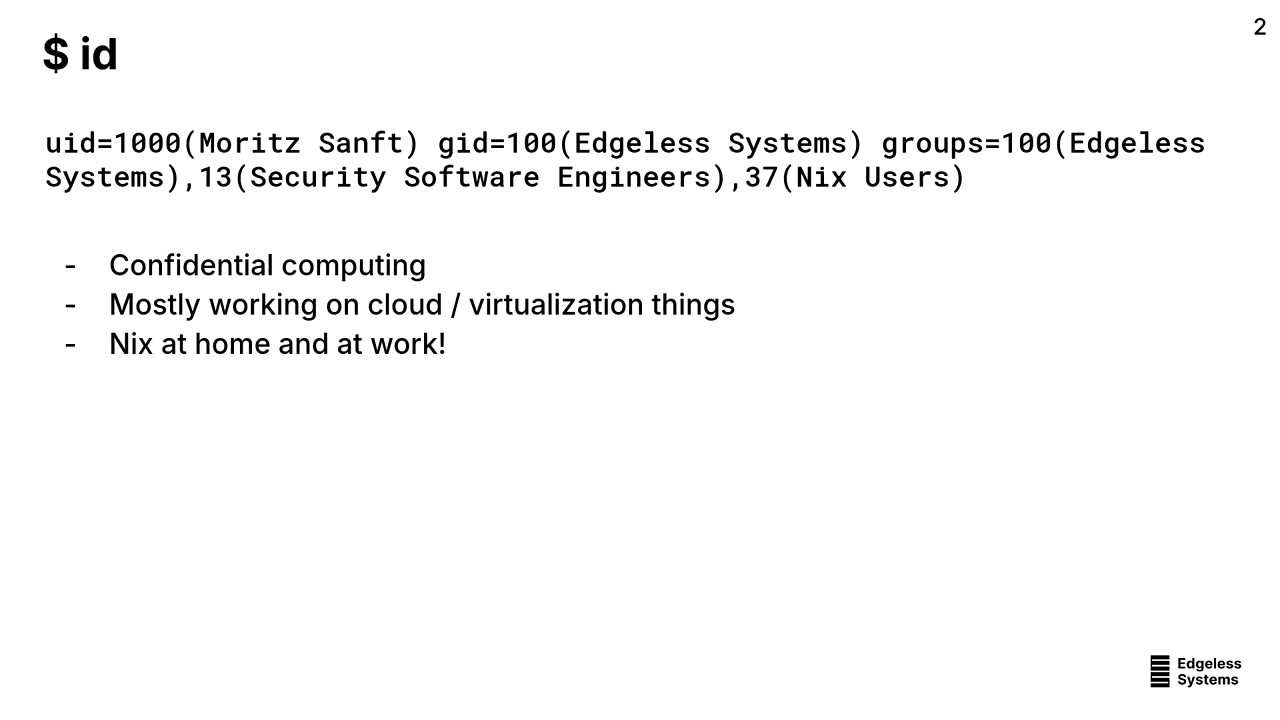 2
$ id
uid=1000(Moritz Sanft) gid=100(Edgeless Systems) groups=100(Edgeless
Systems),13(Security Software Engineers),37(Nix Users)
- Confidential computing
- Mostly working on cloud / virtualization things
- Nix at home and at work!
Edgeless
Systems